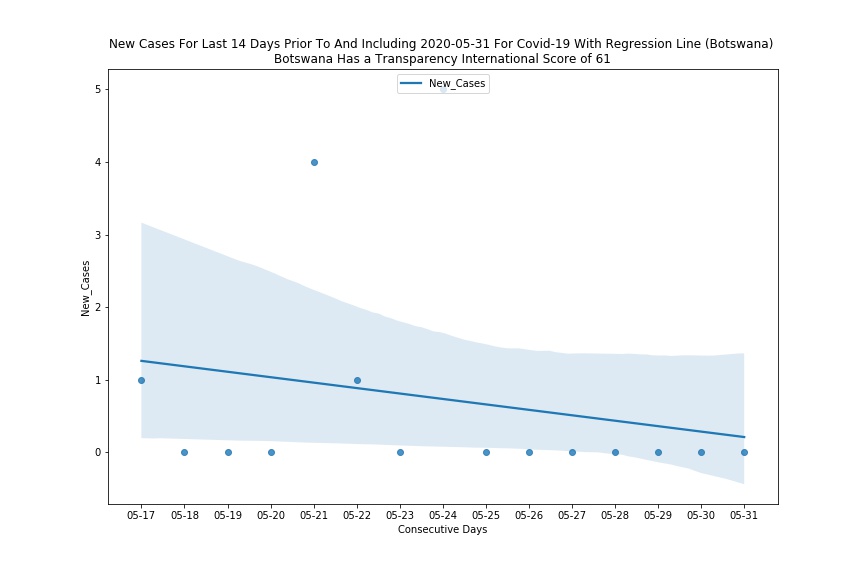 New Cases For Last 14 Days Prior To And Including 2020-05-31 For Covid-19 With Regression Line (Botswana)
Botswana Has a Transparency International Score of 61
New_Cases
5
4
3
2
1
0
New_Cases
05-17 05-18 05-19 05-20 05-21 05-22 05-23 05-24 05-25 05-26 05-27 05-28 05-29 05-30 05-31
Consecutive Days